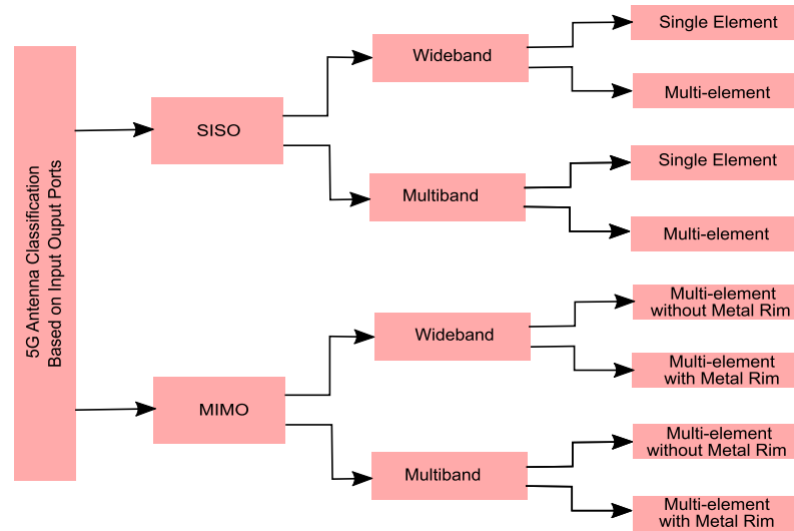 5G Antenna Classification
Based on Input Ouput Ports
SISO
Wideband
Single Element
Multi-element
Multiband
Single Element
Multi-element
MIMO
Wideband
Multi-element
without Metal Rim
Multi-element
with Metal Rim
Multiband
Multi-element
without Metal Rim
Multi-element
with Metal Rim